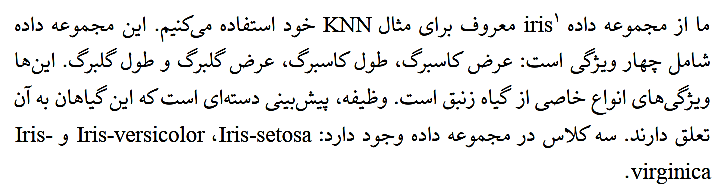 ما از مجموعه داده iris¹ معروف برای مثال KNN خود استفاده می‌کنیم. این مجموعه داده
شامل چهار ویژگی است: عرض کاسبرگ، طول کاسبرگ، عرض گلبرگ و طول گلبرگ. این‌ها
ویژگی‌های انواع خاصی از گیاه زنبق است. وظیفه، پیش‌بینی دسته‌ای است که این گیاهان به آن
تعلق دارند. سه کلاس در مجموعه داده وجود دارد: Iris-setosa، Iris-versicolor و Iris-
virginica.